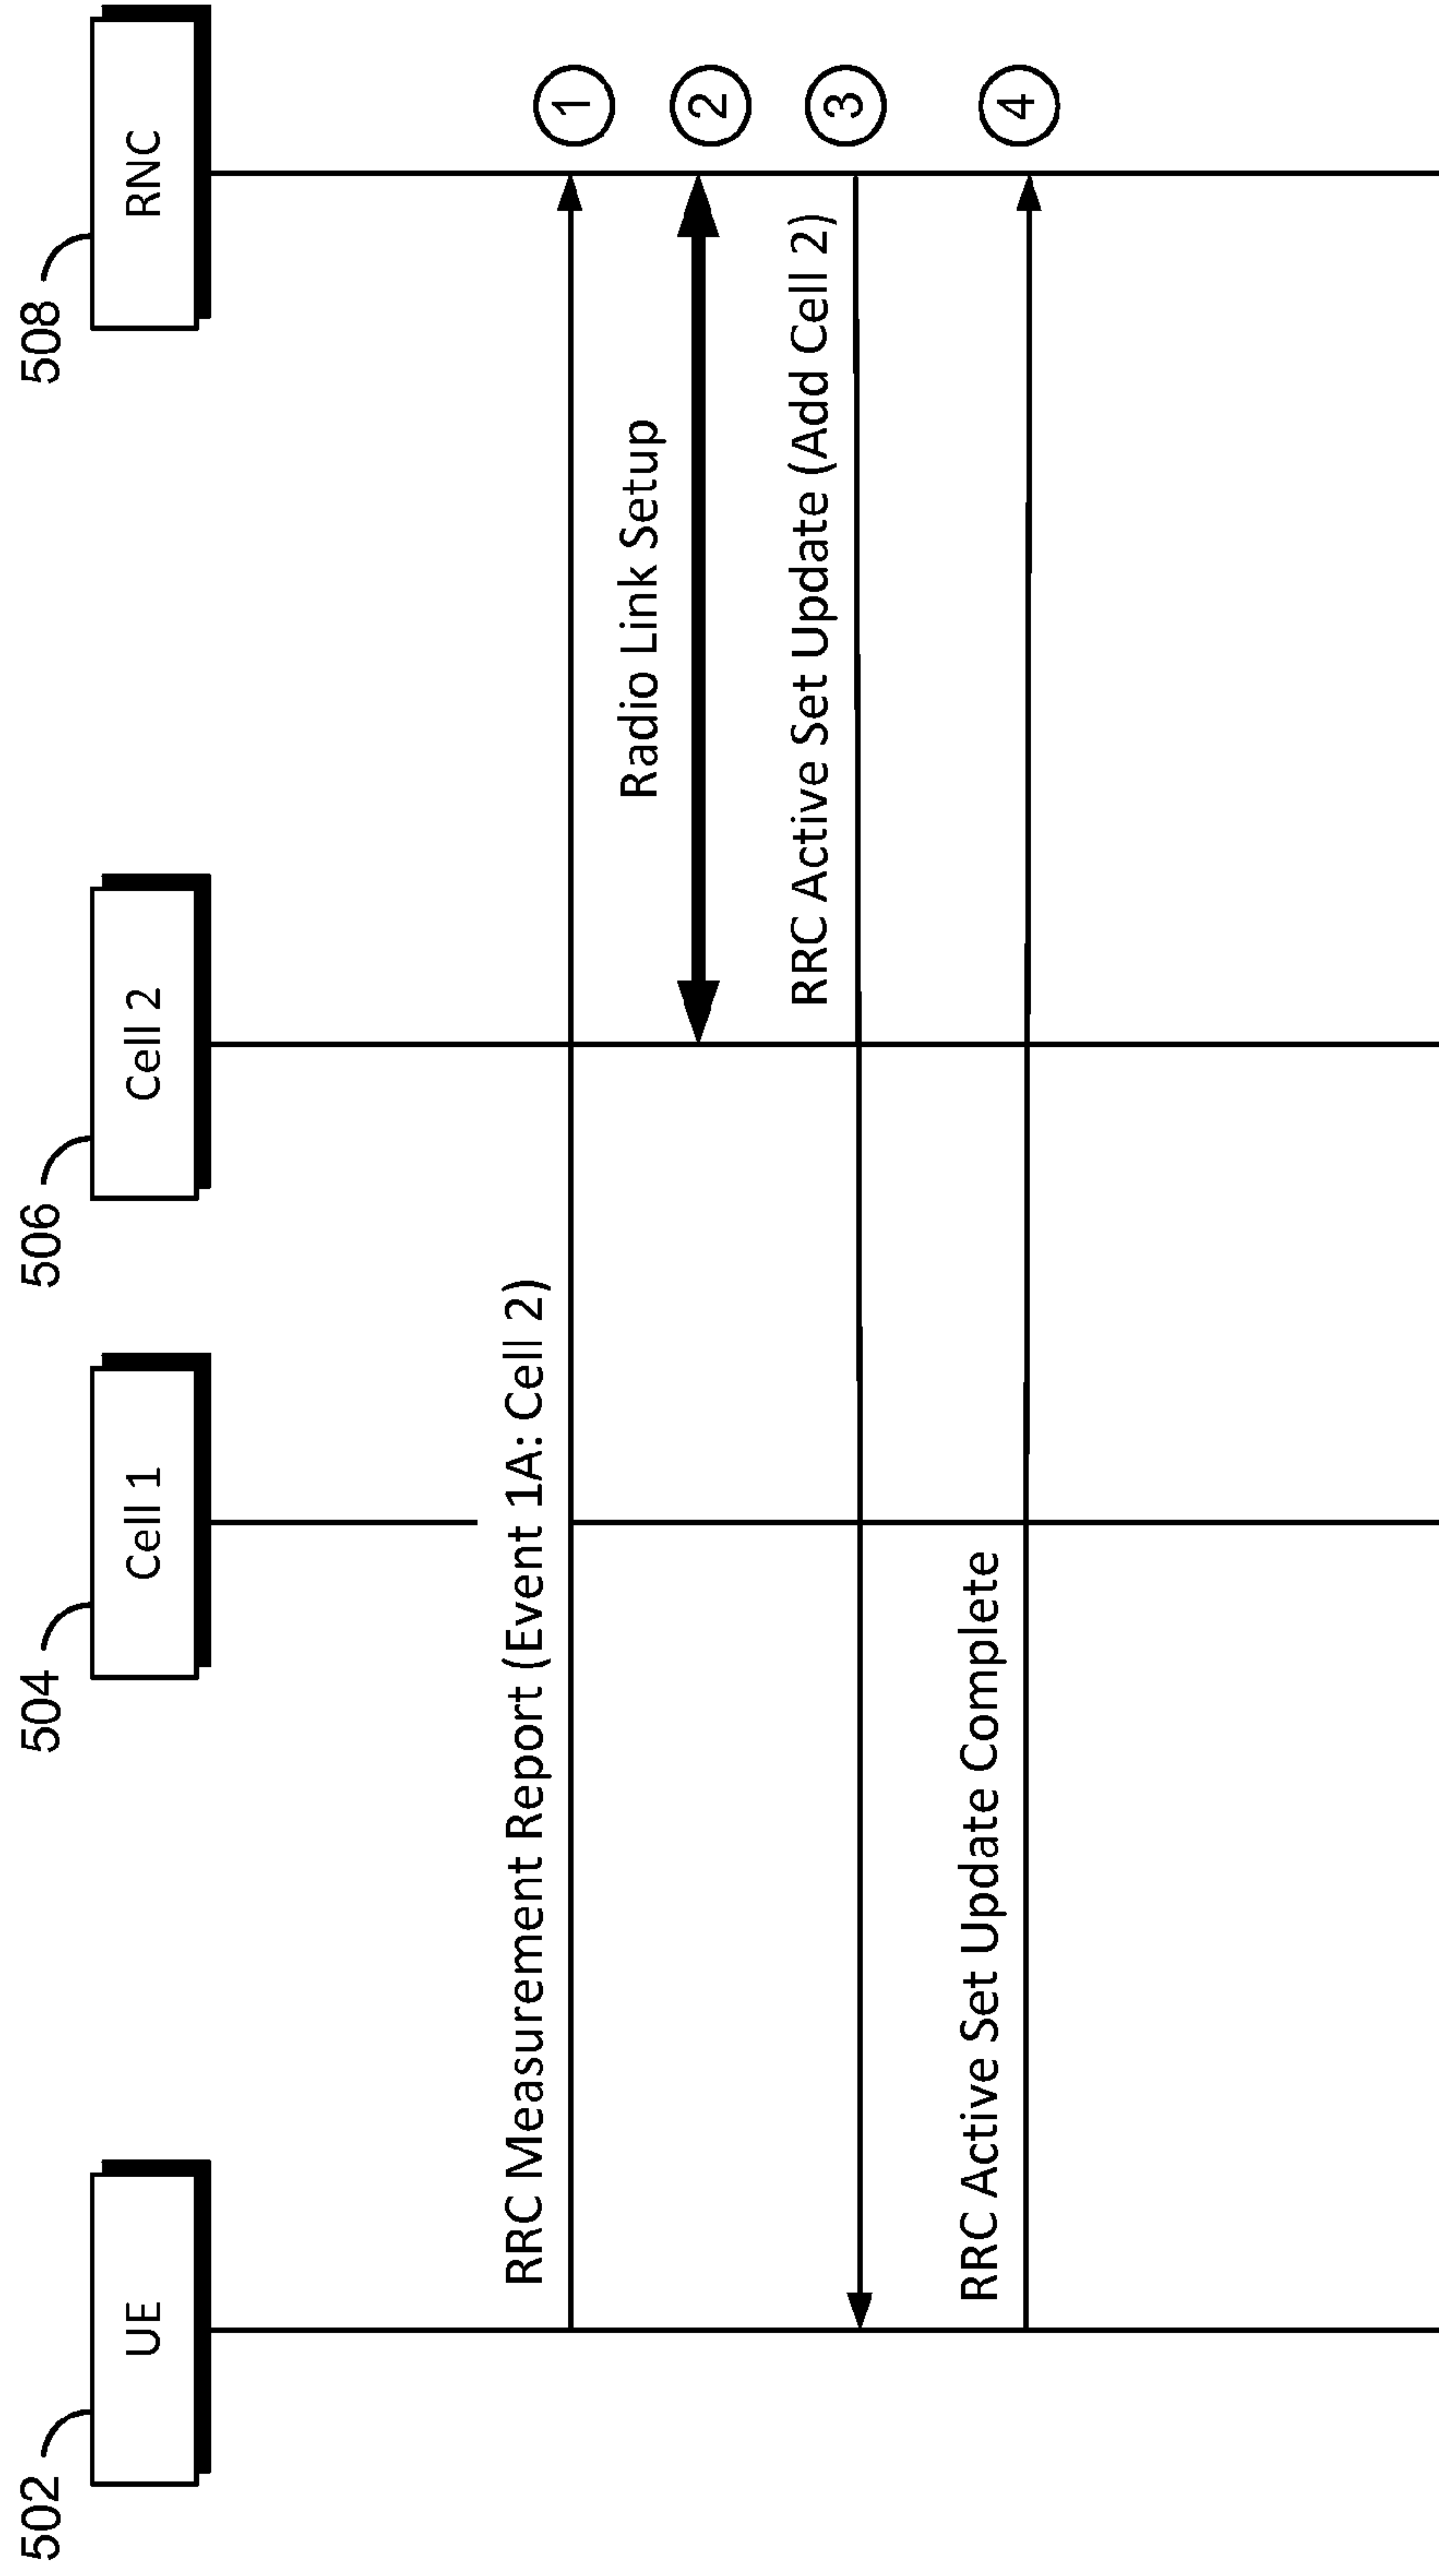 502
504
506
508
UE
Cell 1
Cell 2
RNC
RRC Measurement Report (Event 1A: Cell 2)
1
Radio Link Setup
2
RRC Active Set Update (Add Cell 2)
3
RRC Active Set Update Complete
4